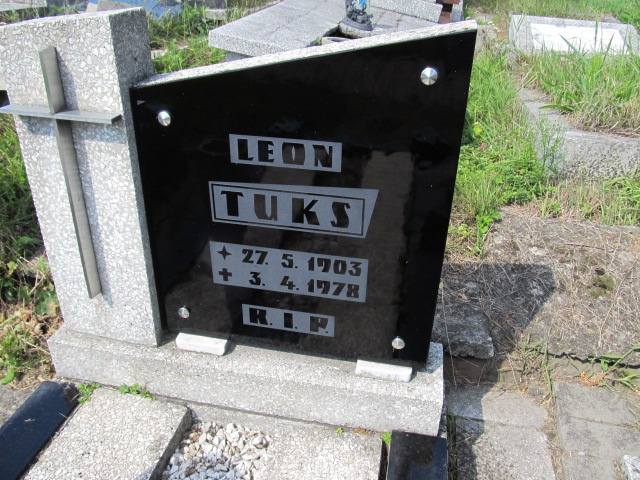 LEON
TUKS
✦ 27. 5. 1903
✝ 3. 4. 1978
R. I. P.